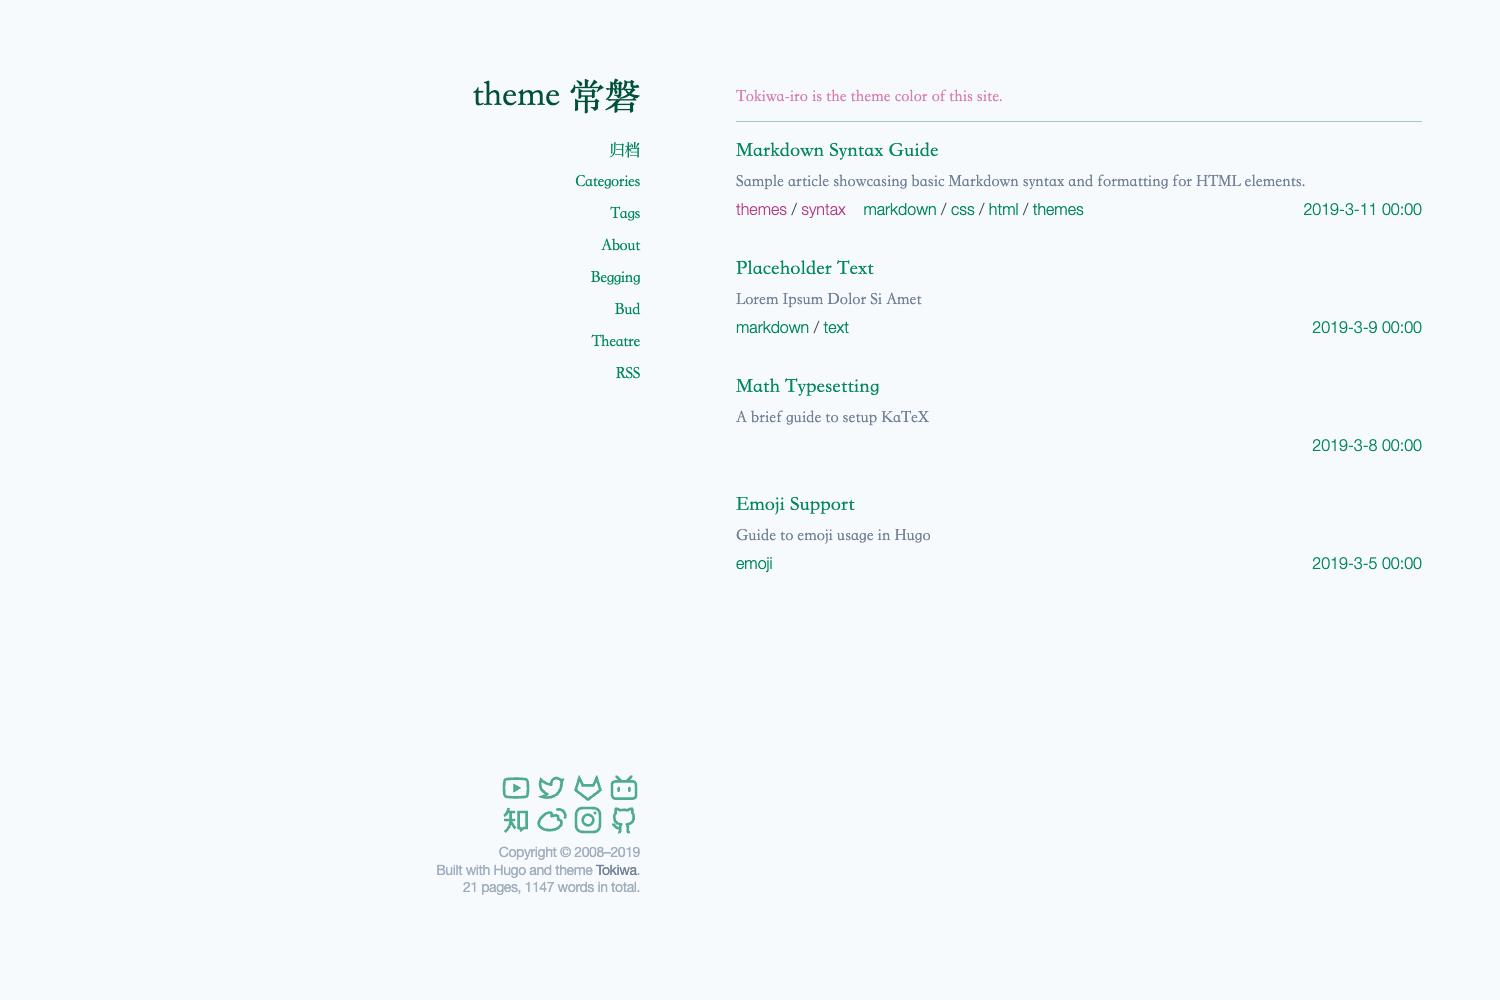 theme 常磐
归档
Categories
Tags
About
Begging
Bud
Theatre
RSS
Tokiwa-iro is the theme color of this site.
Markdown Syntax Guide
Sample article showcasing basic Markdown syntax and formatting for HTML elements.
themes / syntax markdown / css / html / themes 2019-3-11 00:00
Placeholder Text
Lorem Ipsum Dolor Si Amet
markdown / text 2019-3-9 00:00
Math Typesetting
A brief guide to setup KaTeX
2019-3-8 00:00
Emoji Support
Guide to emoji usage in Hugo
emoji 2019-3-5 00:00
知
Copyright © 2008–2019
Built with Hugo and theme Tokiwa.
21 pages, 1147 words in total.